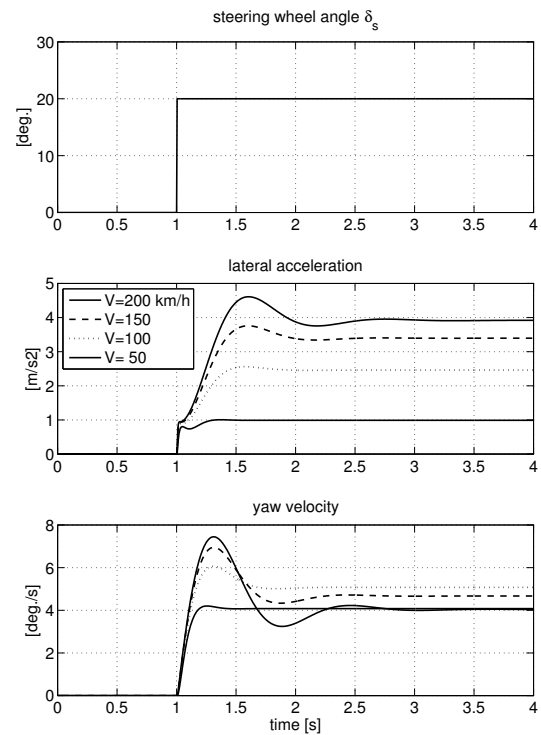 steering wheel angle δs
30
20
10
0
[deg.]
0 0.5 1 1.5 2 2.5 3 3.5 4
lateral acceleration
5
4
3
2
1
0
[m/s2]
V=200 km/h
V=150
V=100
V= 50
0 0.5 1 1.5 2 2.5 3 3.5 4
yaw velocity
8
6
4
2
0
[deg./s]
0 0.5 1 1.5 2 2.5 3 3.5 4
time [s]